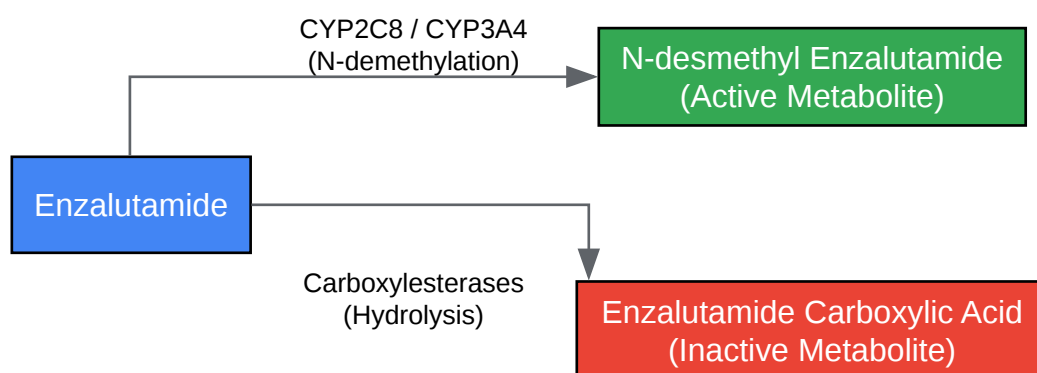 CYP2C8 / CYP3A4
(N-demethylation)
N-desmethyl Enzalutamide
(Active Metabolite)
Enzalutamide
Carboxylesterases
(Hydrolysis)
Enzalutamide Carboxylic Acid
(Inactive Metabolite)